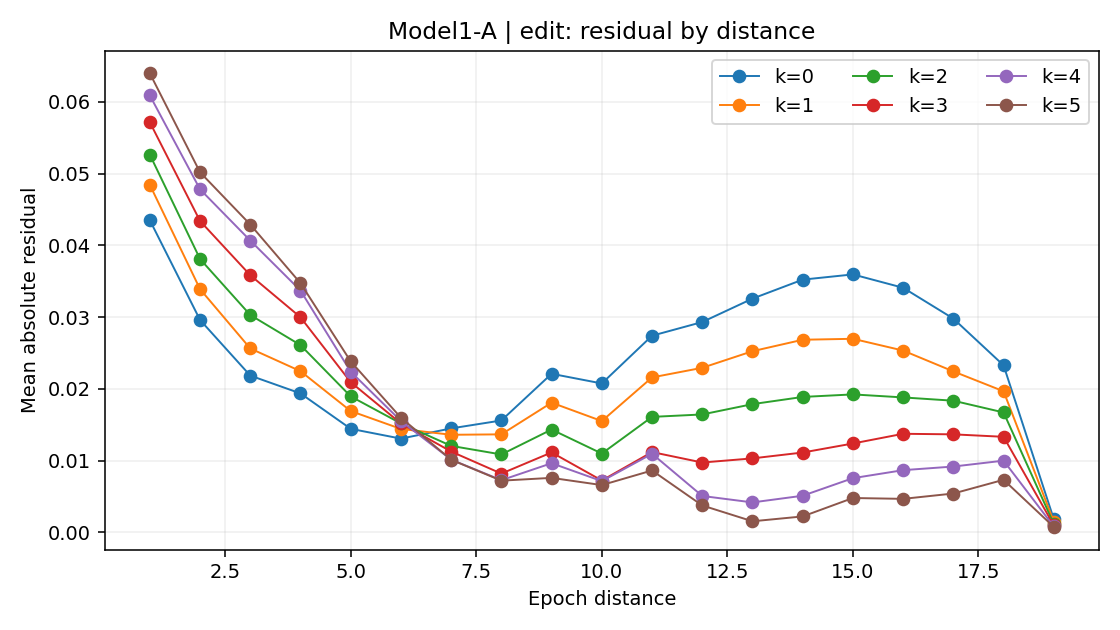 Model1-A | edit: residual by distance
k=0 k=2 k=4
k=1 k=3 k=5
Mean absolute residual
0.06
0.05
0.04
0.03
0.02
0.01
0.00
2.5 5.0 7.5 10.0 12.5 15.0 17.5
Epoch distance